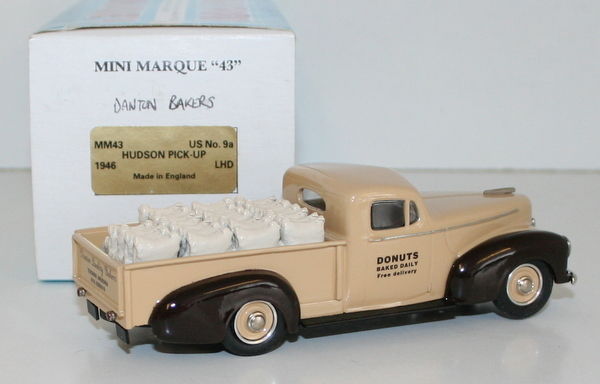 MINI MARQUE "43"
DANTON BAKERS
MM43 US No. 9a
HUDSON PICK-UP
1946 LHD
Made in England
DONUTS
BAKED DAILY
Free delivery